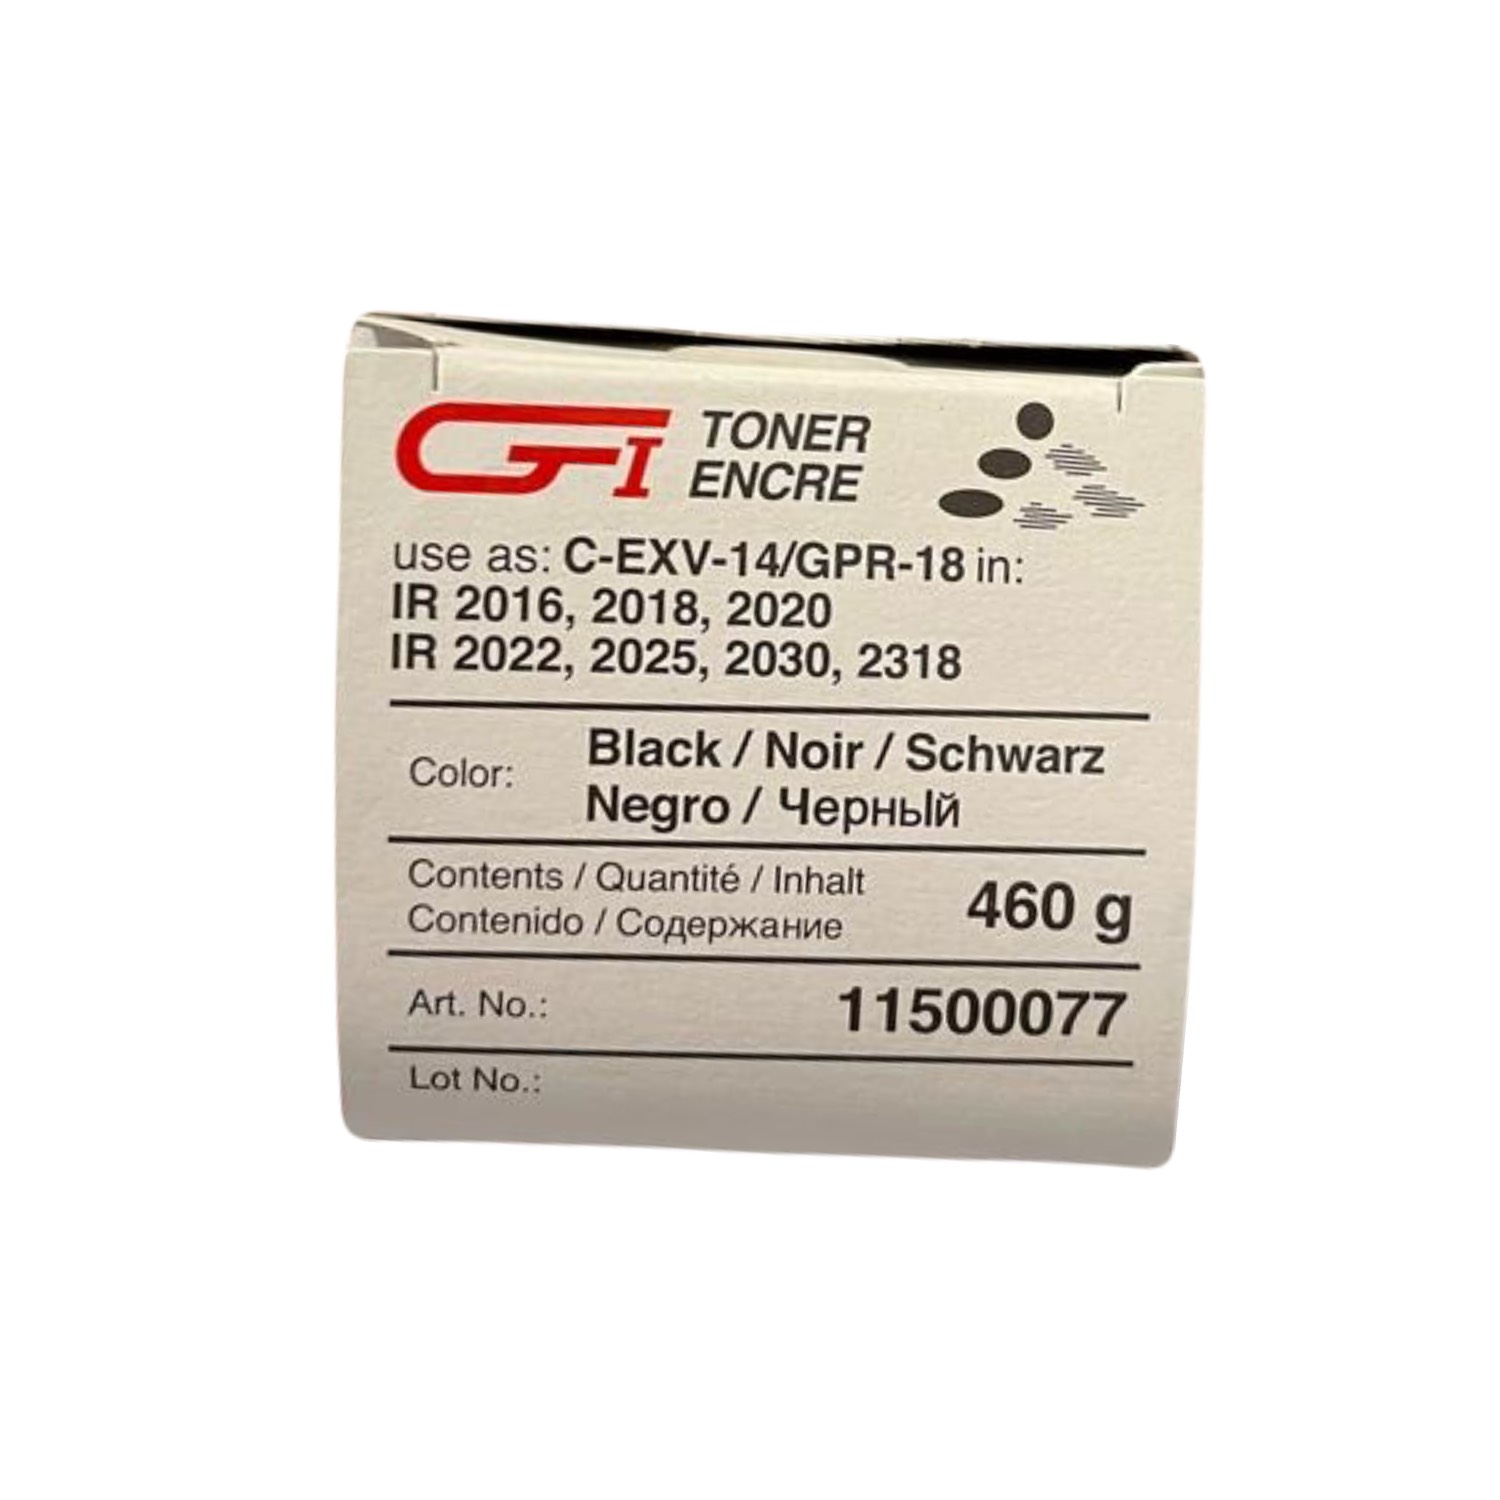 CFI TONER
ENCRE
use as: C-EXV-14/GPR-18 in:
IR 2016, 2018, 2020
IR 2022, 2025, 2030, 2318
Color: Black / Noir / Schwarz
Negro / Черный
Contents / Quantité / Inhalt
Contenido / Содержание 460 g
Art. No.: 11500077
Lot No.: